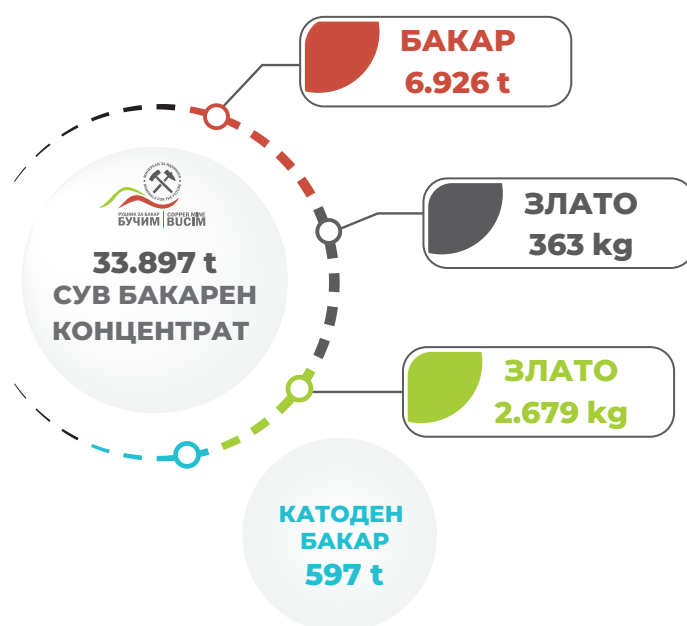 БАКАР
6.926 t
РУДНИК ЗА БАКАР
БУЧИМ
COPPER MINE
BUCIM
33.897 t
СУВ БАКАРЕН
КОНЦЕНТРАТ
ЗЛАТО
363 kg
ЗЛАТО
2.679 kg
КАТОДЕН
БАКАР
597 t